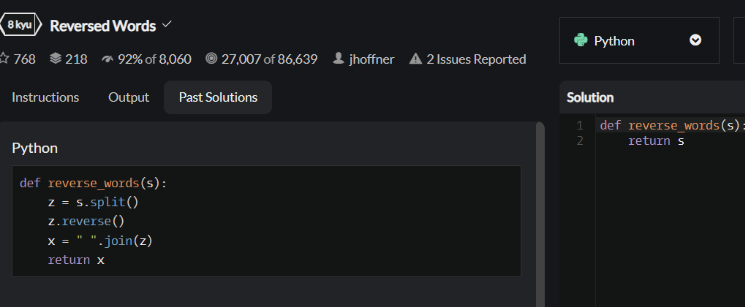 8 kyu Reversed Words
768 218 92% of 8,060 27,007 of 86,639 jhoffner 2 Issues Reported
Instructions Output Past Solutions
Python
def reverse_words(s):
z = s.split()
z.reverse()
x = " ".join(z)
return x
Python
Solution
1 def reverse_words(s):
2 return s